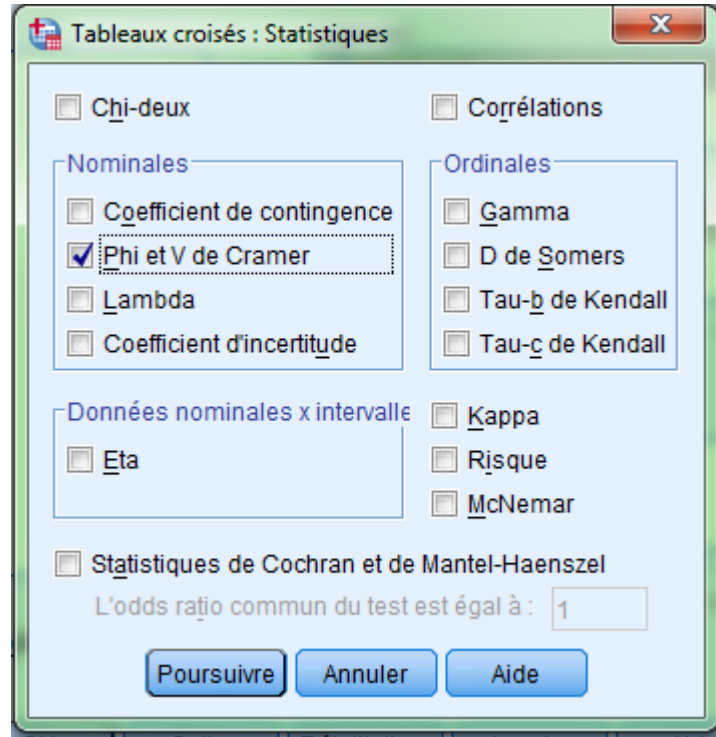 Tableaux croisés : Statistiques
Chi-deux
Corrélations
Nominales
Coefficient de contingence
Phi et V de Cramer
Lambda
Coefficient d'incertitude
Ordinales
Gamma
D de Somers
Tau-b de Kendall
Tau-c de Kendall
Données nominales x intervalle
Eta
Kappa
Risque
McNemar
Statistiques de Cochran et de Mantel-Haenszel
L'odds ratio commun du test est égal à : 1
Poursuivre Annuler Aide